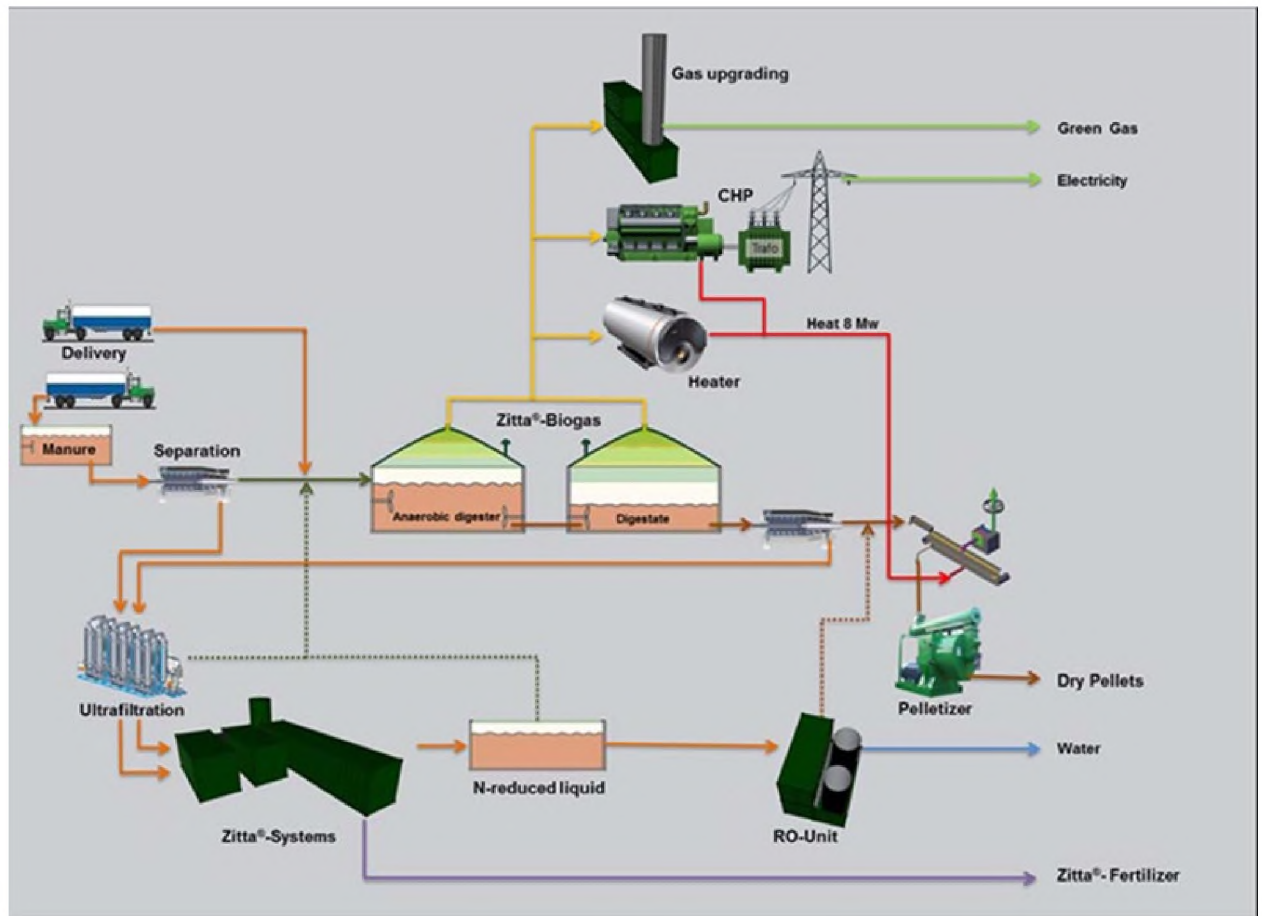 Gas upgrading
Green Gas
CHP
Electricity
Trafo
Heat 8 Mw
Delivery
Heater
Zitta®-Biogas
Manure
Separation
Anaerobic digester
Digestate
Ultrafiltration
Pelletizer
Dry Pellets
Water
N-reduced liquid
Zitta®-Systems
RO-Unit
Zitta®- Fertilizer